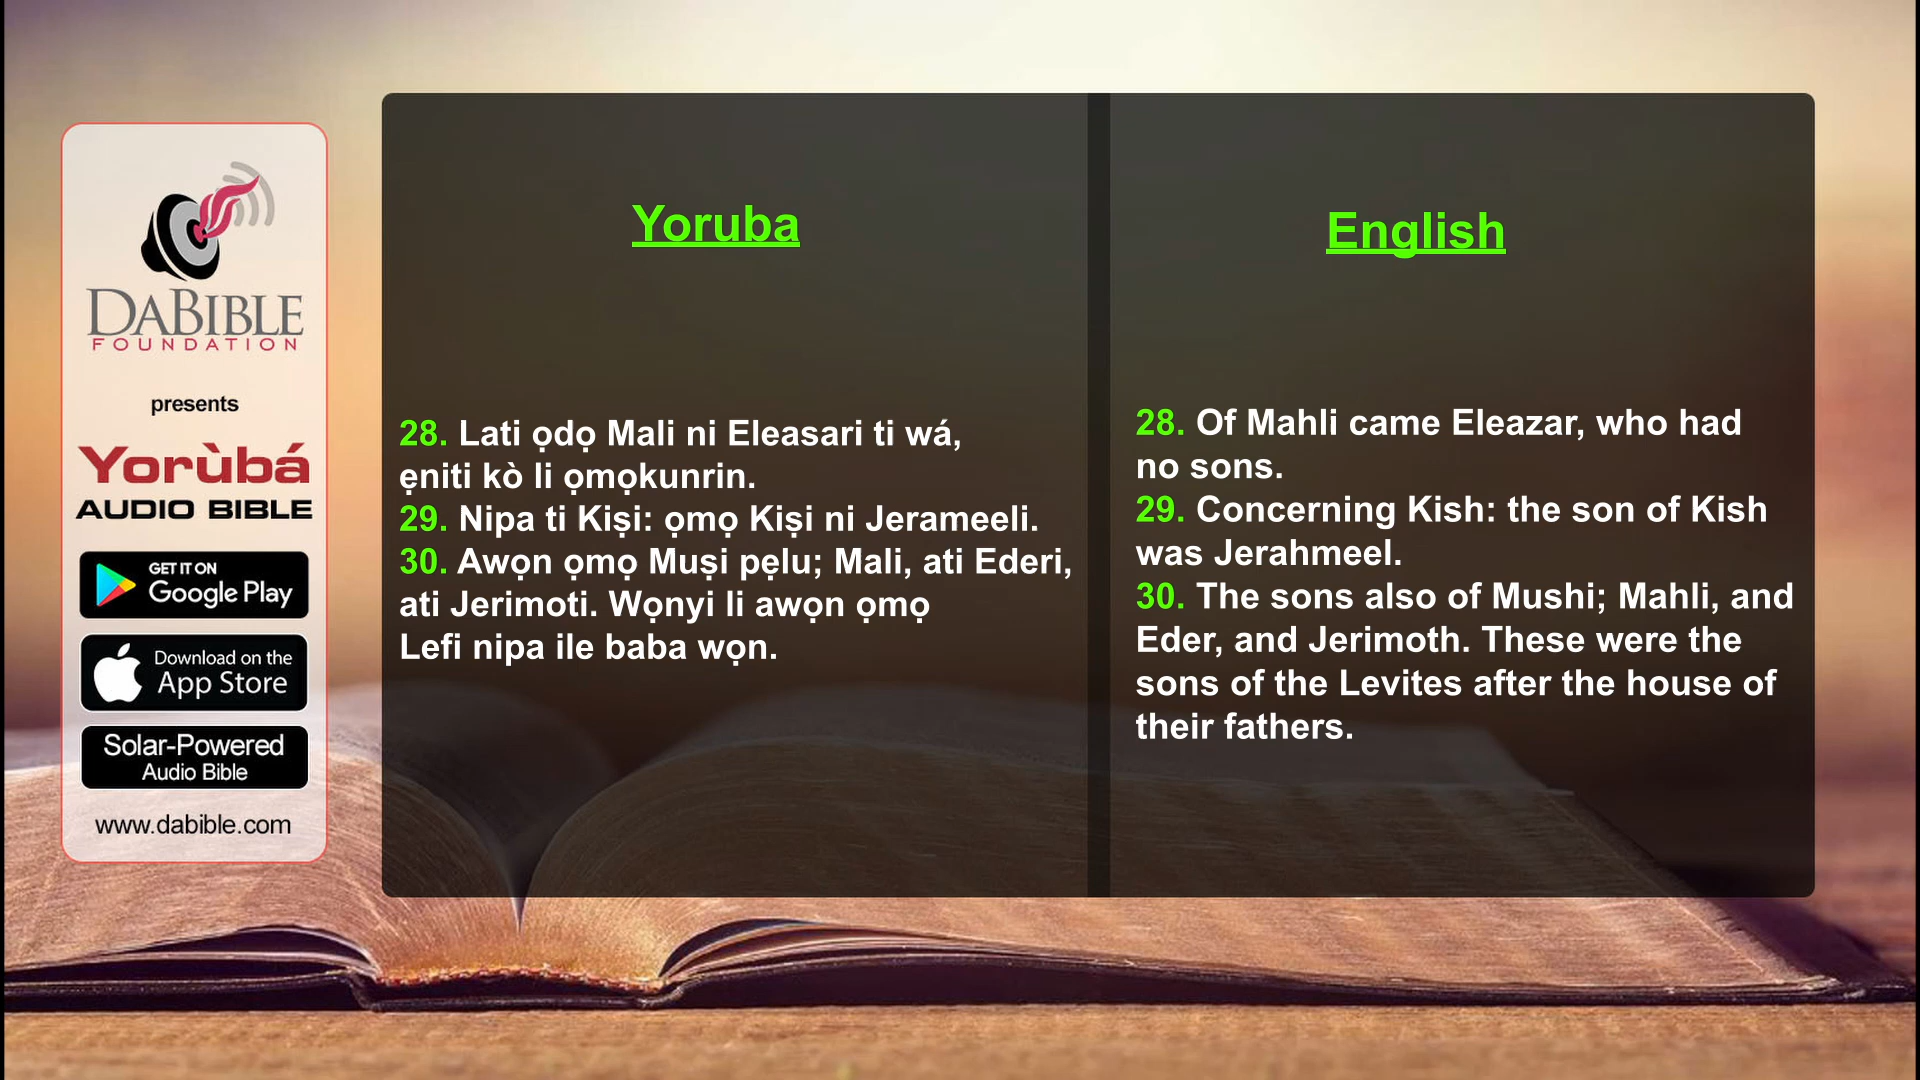 DABIBLE
FOUNDATION
presents
Yorùbá
AUDIO BIBLE
GET IT ON
Google Play
Download on the
App Store
Solar-Powered
Audio Bible
www.dabible.com
Yoruba
28. Lati ọdọ Mali ni Eleasari ti wá,
ẹniti kò li ọmọkunrin.
29. Nipa ti Kiṣi: ọmọ Kiṣi ni Jerameeli.
30. Awọn ọmọ Muṣi pẹlu; Mali, ati Ederi,
ati Jerimoti. Wọnyi li awọn ọmọ
Lefi nipa ile baba wọn.
English
28. Of Mahli came Eleazar, who had
no sons.
29. Concerning Kish: the son of Kish
was Jerahmeel.
30. The sons also of Mushi; Mahli, and
Eder, and Jerimoth. These were the
sons of the Levites after the house of
their fathers.